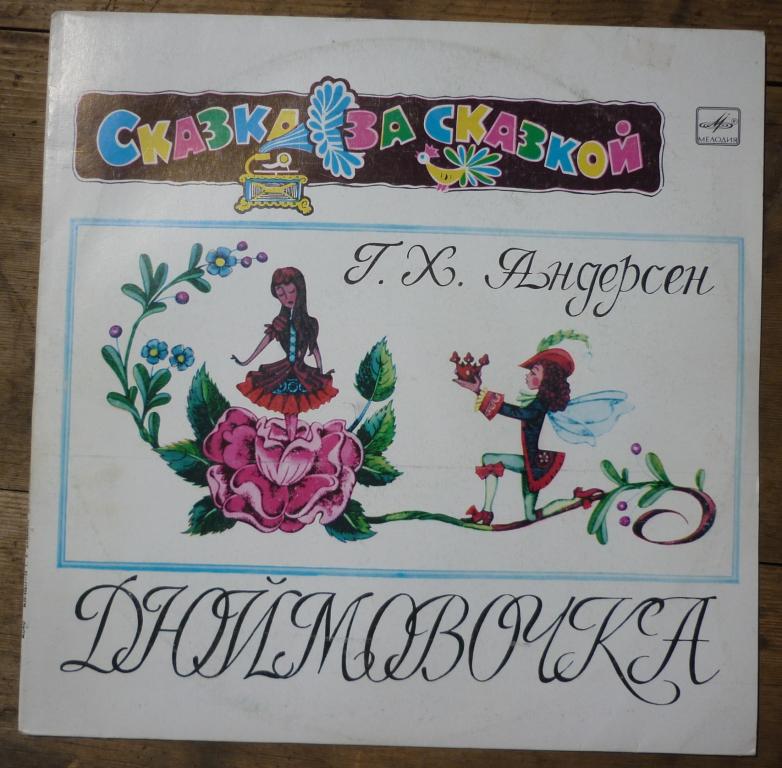 Сказка за сказкой
МЕЛОДИЯ
Г. Х. Андерсен
ДЮЙМОВОЧКА